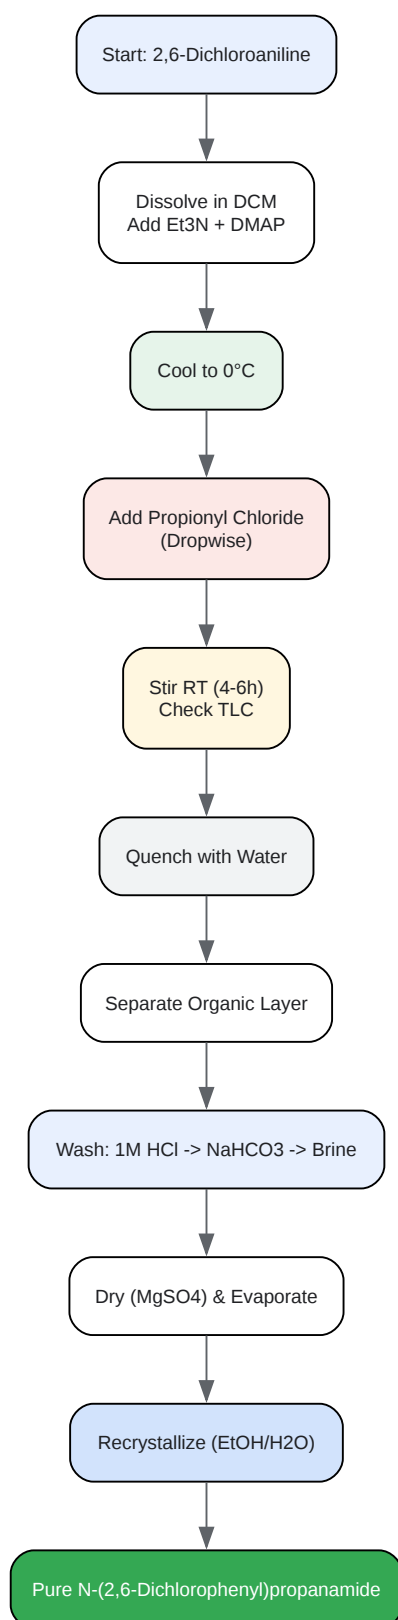 Start: 2,6-Dichloroaniline
Dissolve in DCM
Add Et3N + DMAP
Cool to 0°C
Add Propionyl Chloride
(Dropwise)
Stir RT (4-6h)
Check TLC
Quench with Water
Separate Organic Layer
Wash: 1M HCl -> NaHCO3 -> Brine
Dry (MgSO4) & Evaporate
Recrystallize (EtOH/H2O)
Pure N-(2,6-Dichlorophenyl)propanamide